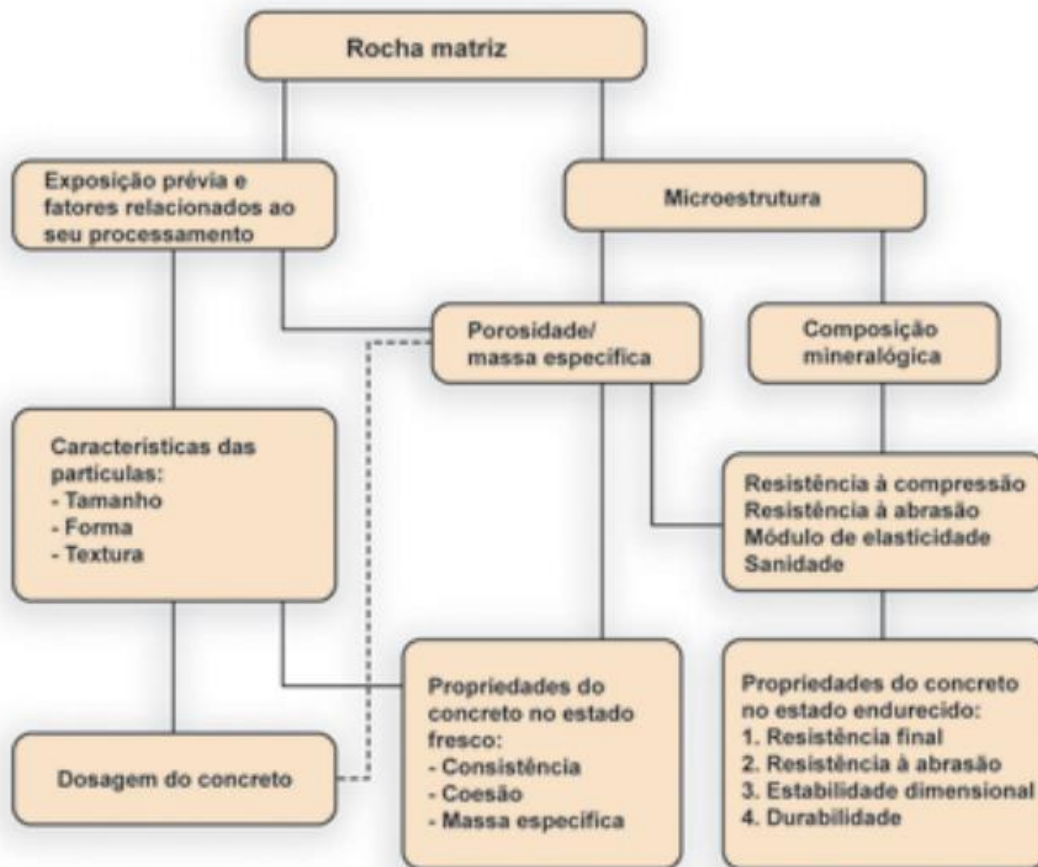 Rocha matriz
Exposição prévia e
fatores relacionados ao
seu processamento
Microestrutura
Porosidade/
massa específica
Composição
mineralógica
Características das
partículas:
- Tamanho
- Forma
- Textura
Resistência à compressão
Resistência à abrasão
Módulo de elasticidade
Sanidade
Dosagem do concreto
Propriedades do
concreto no estado
fresco:
- Consistência
- Coesão
- Massa específica
Propriedades do concreto
no estado endurecido:
1. Resistência final
2. Resistência à abrasão
3. Estabilidade dimensional
4. Durabilidade